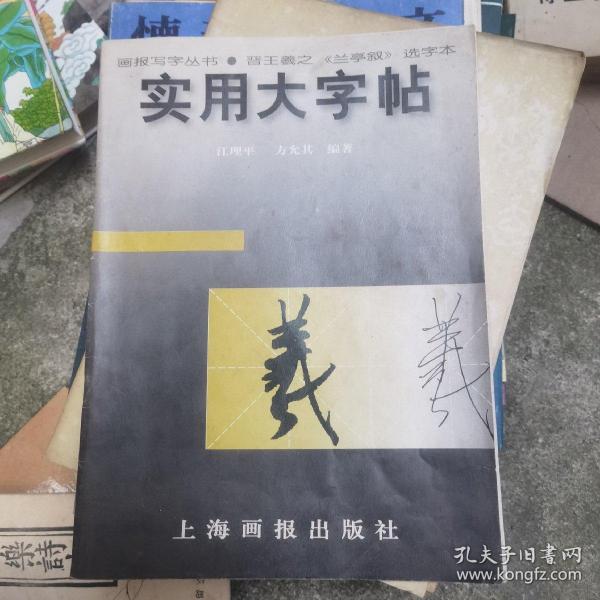 画报写字丛书●晋王羲之《兰亭叙》选字本
实用大字帖
江理平 方允其 编著
羲
羲
上海画报出版社
樂詩
孔夫子旧书网
www.kongfz.com